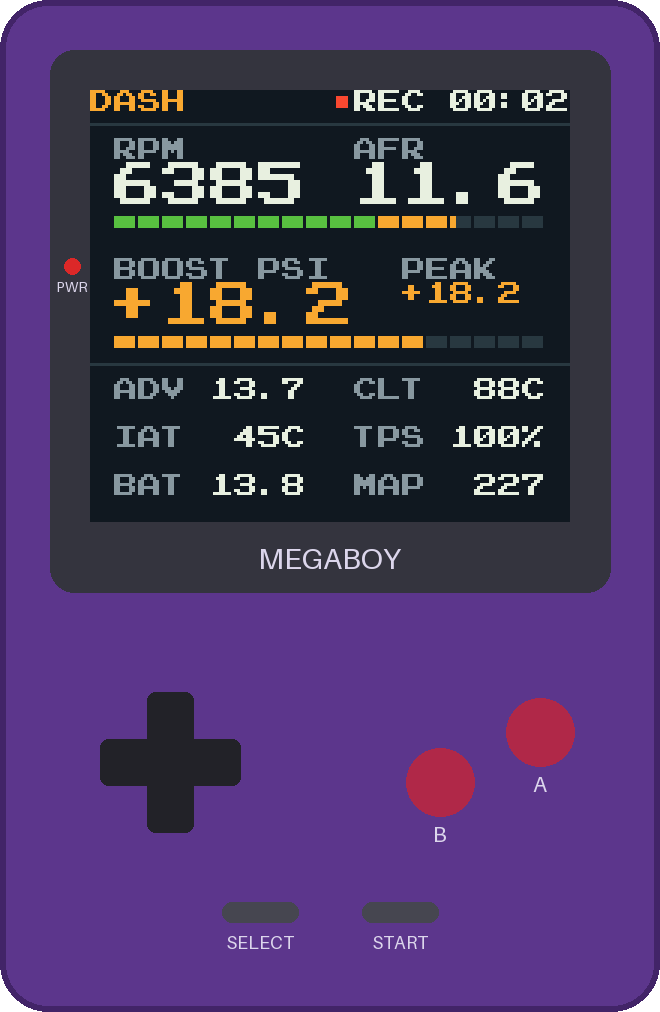 DASH REC 00:02
RPM AFR
6385 11.6
BOOST PSI PEAK
+18.2 +18.2
PWR
ADV 13.7 CLT 88C
IAT 45C TPS 100%
BAT 13.8 MAP 227
MEGABOY
A
B
SELECT START